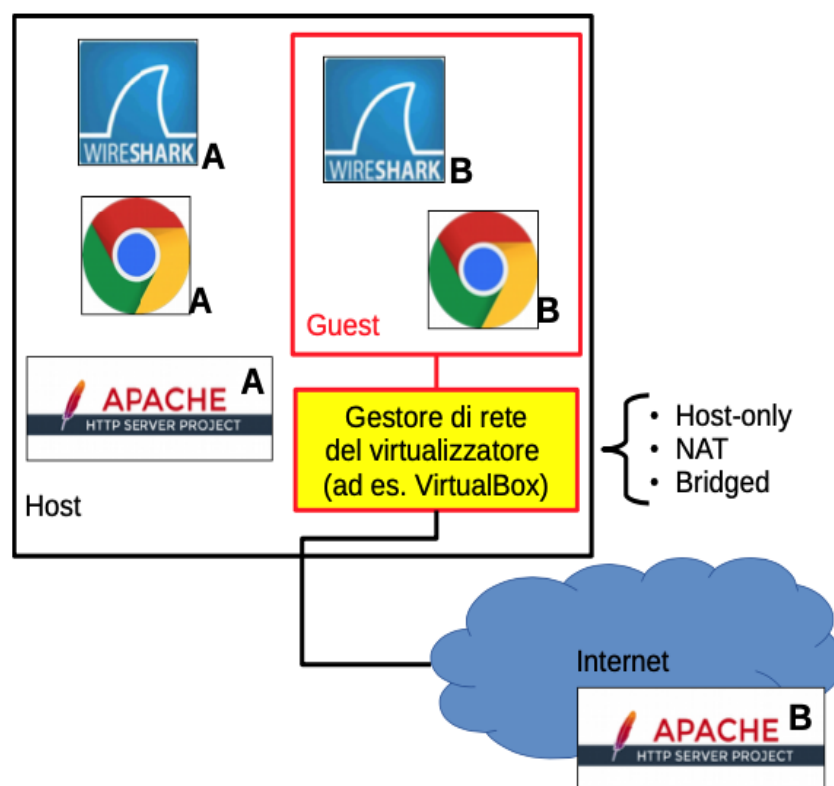 WIRESHARK A
WIRESHARK B
A
B
Guest
APACHE A
HTTP SERVER PROJECT
Host
Gestore di rete
del virtualizzatore
(ad es. VirtualBox)
• Host-only
• NAT
• Bridged
Internet
APACHE B
HTTP SERVER PROJECT